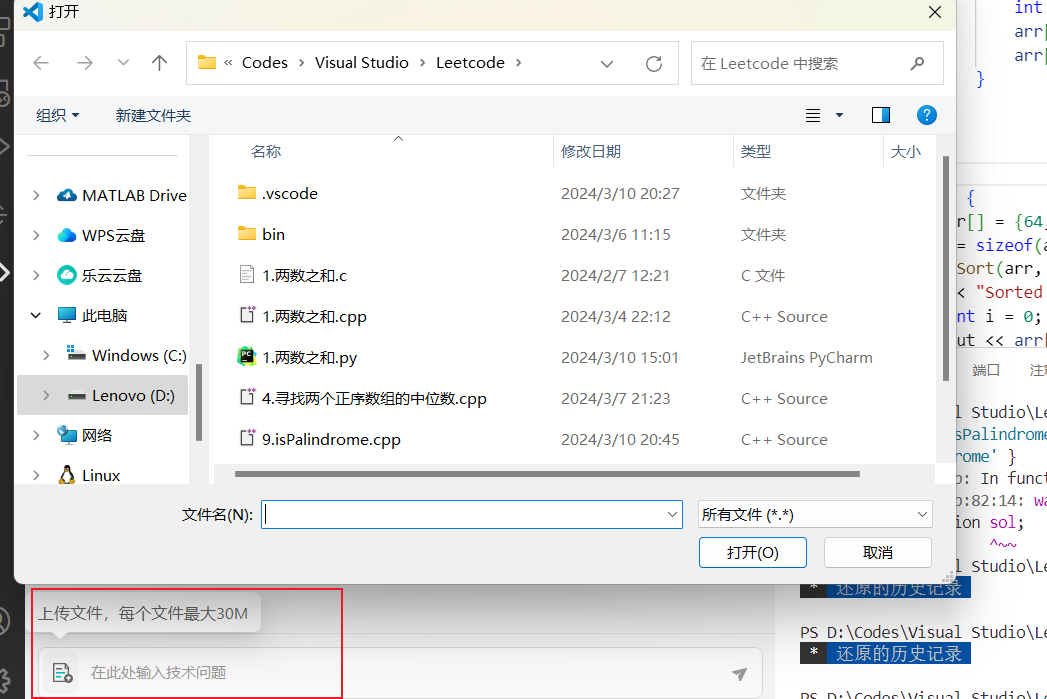 打开
int
arr
arr
}
« Codes › Visual Studio › Leetcode ›
在 Leetcode 中搜索
组织
新建文件夹
名称 修改日期 类型 大小
MATLAB Drive
WPS云盘
乐云云盘
此电脑
Windows (C:)
Lenovo (D:)
网络
Linux
.vscode 2024/3/10 20:27 文件夹
bin 2024/3/6 11:15 文件夹
1.两数之和.c 2024/2/7 12:21 C 文件
1.两数之和.cpp 2024/3/4 22:12 C++ Source
1.两数之和.py 2024/3/10 15:01 JetBrains PyCharm
4.寻找两个正序数组的中位数.cpp 2024/3/7 21:23 C++ Source
9.isPalindrome.cpp 2024/3/10 20:45 C++ Source
文件名(N):
所有文件 (*.*)
打开(O)
取消
{
r[] = {64,
= sizeof(a
Sort(arr,
< "Sorted
nt i = 0;
ut << arr[
端口
l Studio\Le
sPalindrome
rome' }
p: In funct
p:82:14: wa
ion sol;
^~~
l Studio\Le
* 还原的历史记录
PS D:\Codes\Visual Studio\Le
* 还原的历史记录
PS D:\Codes\Visual Studio\Le
上传文件，每个文件最大30M
在此处输入技术问题